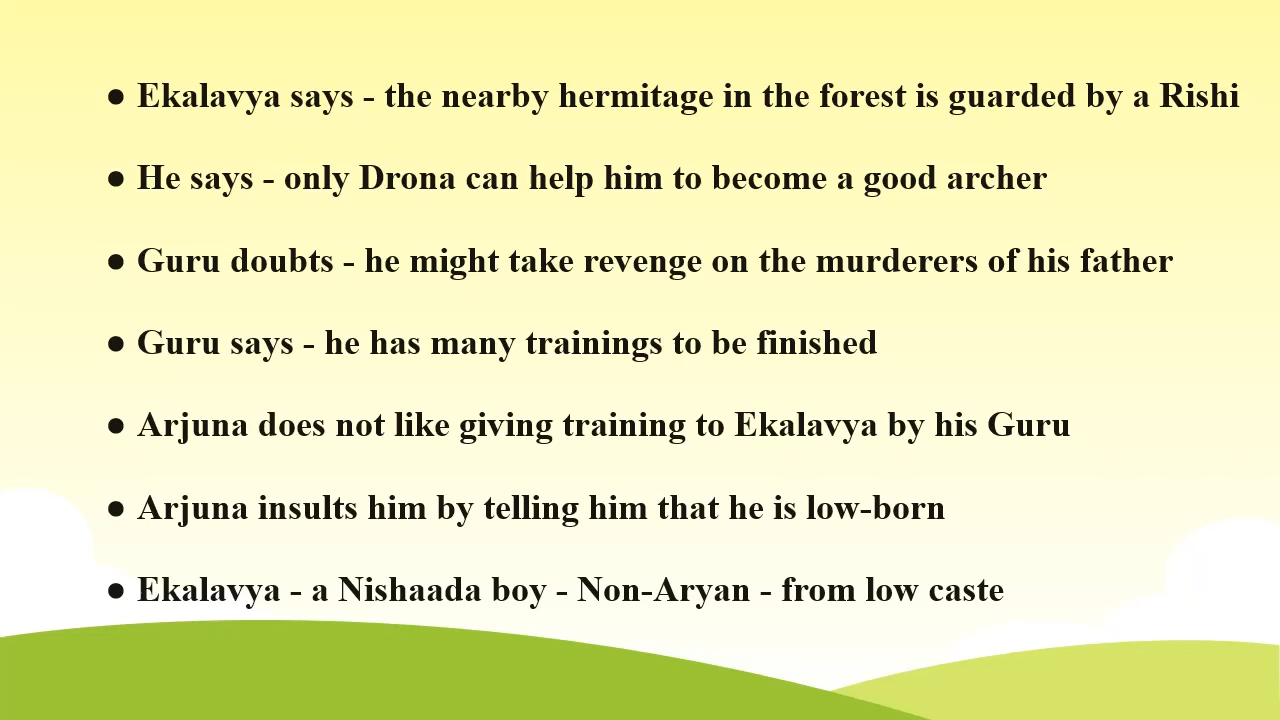 ● Ekalavya says - the nearby hermitage in the forest is guarded by a Rishi
● He says - only Drona can help him to become a good archer
● Guru doubts - he might take revenge on the murderers of his father
● Guru says - he has many trainings to be finished
● Arjuna does not like giving training to Ekalavya by his Guru
● Arjuna insults him by telling him that he is low-born
● Ekalavya - a Nishaada boy - Non-Aryan - from low caste